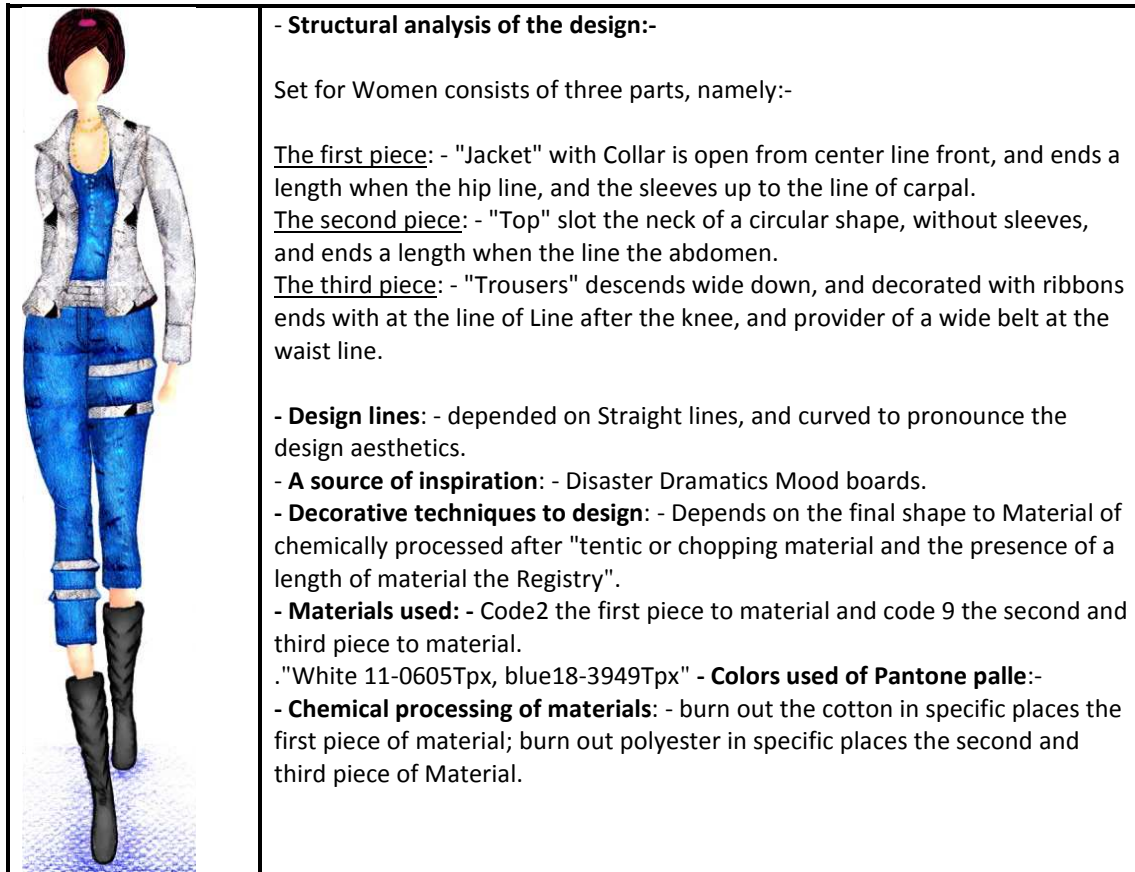 - Structural analysis of the design:-
Set for Women consists of three parts, namely:-
The first piece: - "Jacket" with Collar is open from center line front, and ends a
length when the hip line, and the sleeves up to the line of carpal.
The second piece: - "Top" slot the neck of a circular shape, without sleeves,
and ends a length when the line the abdomen.
The third piece: - "Trousers" descends wide down, and decorated with ribbons
ends with at the line of Line after the knee, and provider of a wide belt at the
waist line.
- Design lines: - depended on Straight lines, and curved to pronounce the
design aesthetics.
- A source of inspiration: - Disaster Dramatics Mood boards.
- Decorative techniques to design: - Depends on the final shape to Material of
chemically processed after "tentic or chopping material and the presence of a
length of material the Registry".
- Materials used: - Code2 the first piece to material and code 9 the second and
third piece to material.
."White 11-0605Tpx, blue18-3949Tpx" - Colors used of Pantone palle:-
- Chemical processing of materials: - burn out the cotton in specific places the
first piece of material; burn out polyester in specific places the second and
third piece of Material.